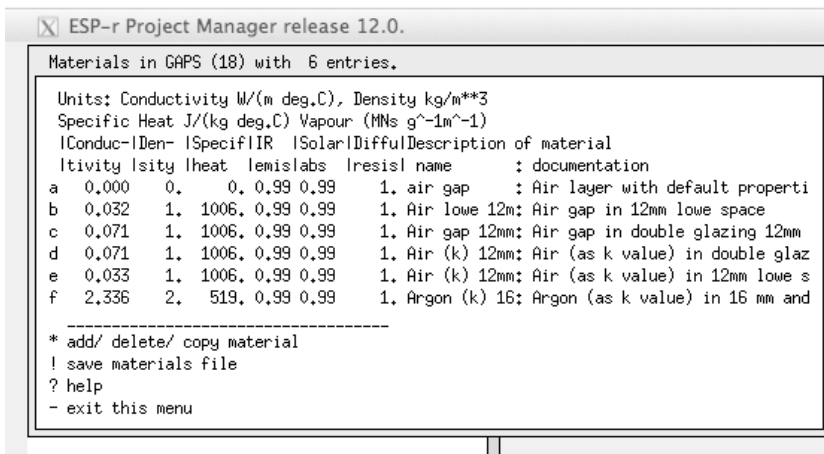 ESP-r Project Manager release 12.0.
Materials in GAPS (18) with 6 entries.
Units: Conductivity W/(m deg.C), Density kg/m**3
Specific Heat J/(kg deg.C) Vapour (MNs g^-1m^-1)
|Conduc-|Den- |Specif|IR |Solar|Difful|Description of material
|tivity |sity |heat |emis|abs |resis| name : documentation
a 0.000 0. 0. 0.99 0.99 1. air gap : Air layer with default properti
b 0.032 1. 1006. 0.99 0.99 1. Air lowe 12m: Air gap in 12mm lowe space
c 0.071 1. 1006. 0.99 0.99 1. Air gap 12mm: Air gap in double glazing 12mm
d 0.071 1. 1006. 0.99 0.99 1. Air (k) 12mm: Air (as k value) in double glaz
e 0.033 1. 1006. 0.99 0.99 1. Air (k) 12mm: Air (as k value) in 12mm lowe s
f 2.336 2. 519. 0.99 0.99 1. Argon (k) 16: Argon (as k value) in 16 mm and
* add/ delete/ copy material
! save materials file
? help
- exit this menu